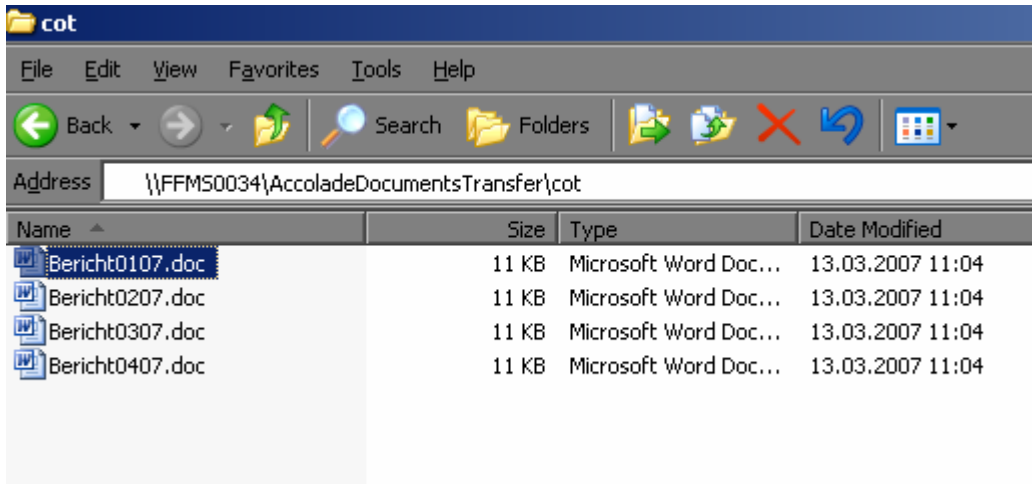 cot
File Edit View Favorites Tools Help
Back Search Folders
Address \\FFMS0034\AccoladeDocumentsTransfer\cot
Name Size Type Date Modified
Bericht0107.doc 11 KB Microsoft Word Doc... 13.03.2007 11:04
Bericht0207.doc 11 KB Microsoft Word Doc... 13.03.2007 11:04
Bericht0307.doc 11 KB Microsoft Word Doc... 13.03.2007 11:04
Bericht0407.doc 11 KB Microsoft Word Doc... 13.03.2007 11:04